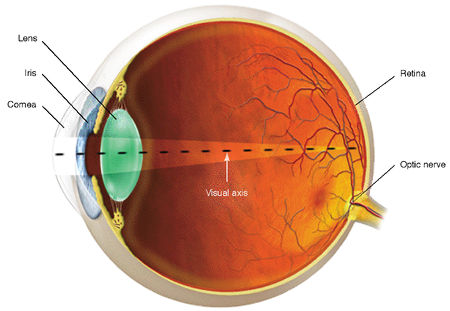 Lens
Iris
Cornea
Retina
Optic nerve
Visual axis